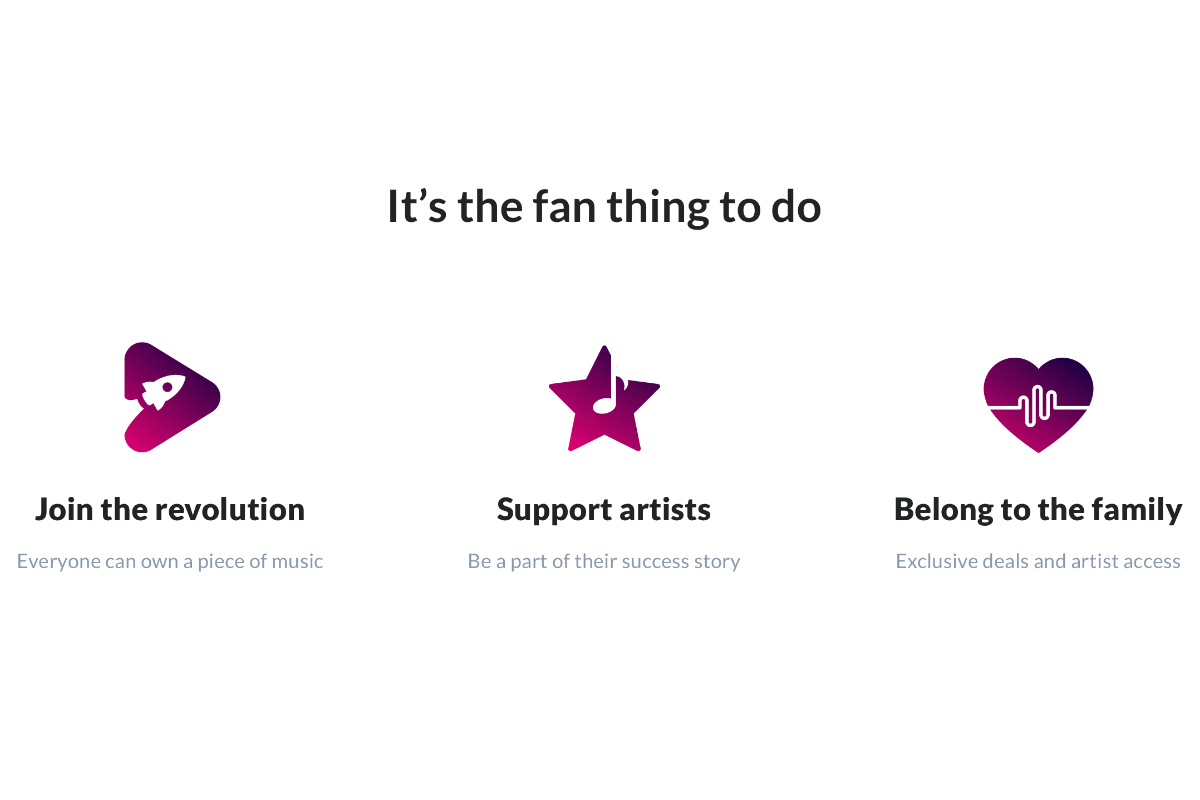 It’s the fan thing to do
Join the revolution
Everyone can own a piece of music
Support artists
Be a part of their success story
Belong to the family
Exclusive deals and artist access